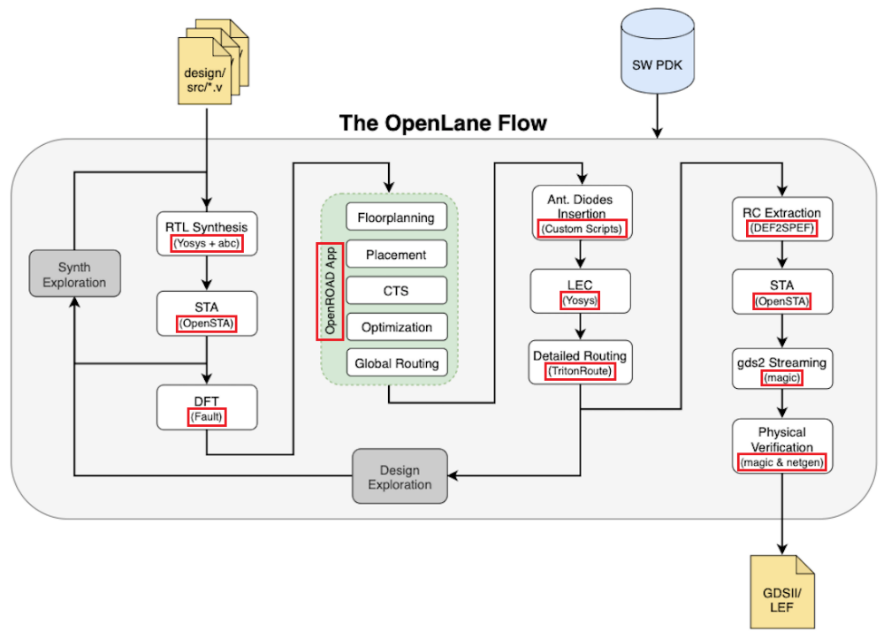 design/
src/*.v
SW PDK
The OpenLane Flow
RTL Synthesis
(Yosys + abc)
Synth
Exploration
STA
(OpenSTA)
DFT
(Fault)
OpenROAD App
Floorplanning
Placement
CTS
Optimization
Global Routing
Ant. Diodes
Insertion
(Custom Scripts)
LEC
(Yosys)
Detailed Routing
(TritonRoute)
Design
Exploration
RC Extraction
(DEF2SPEF)
STA
(OpenSTA)
gds2 Streaming
(magic)
Physical
Verification
(magic & netgen)
GDSII/
LEF